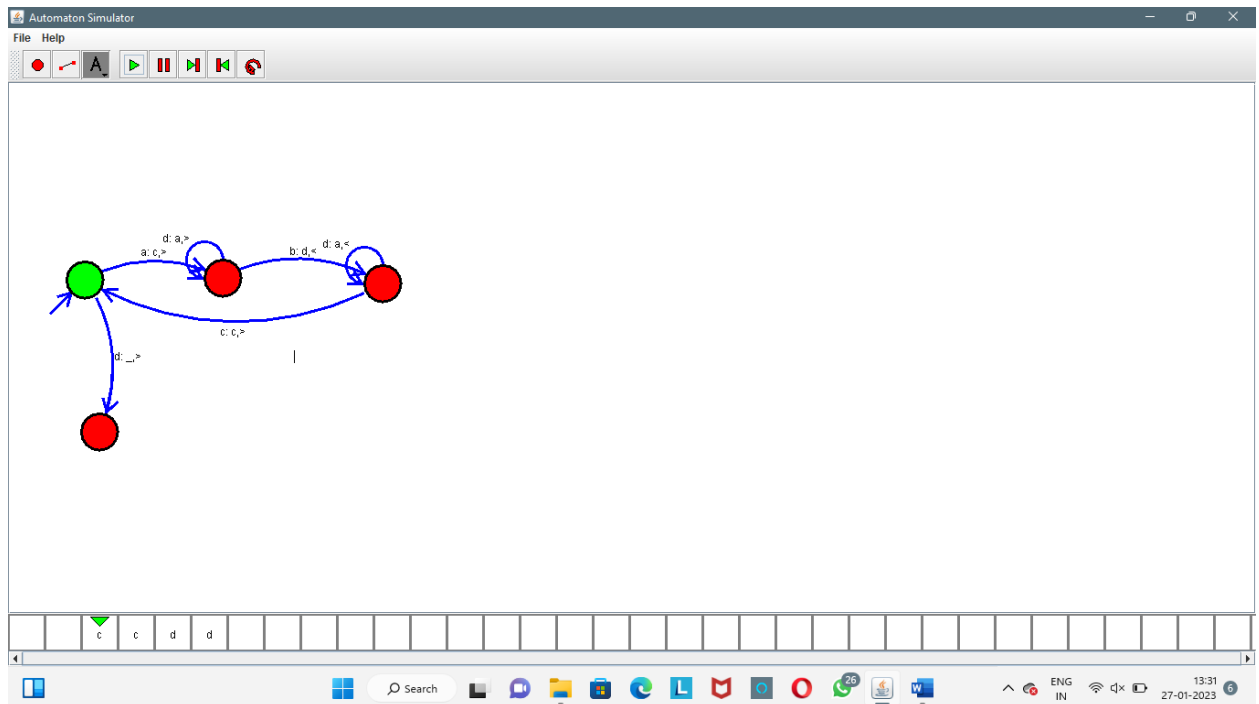 Automaton Simulator
File Help
A
d: a,>
a: c,>
b: d,<
d: a,<
c: c,>
d: _,>
c c d d
Search
L
26
W
ENG
IN
13:31
27-01-2023
6